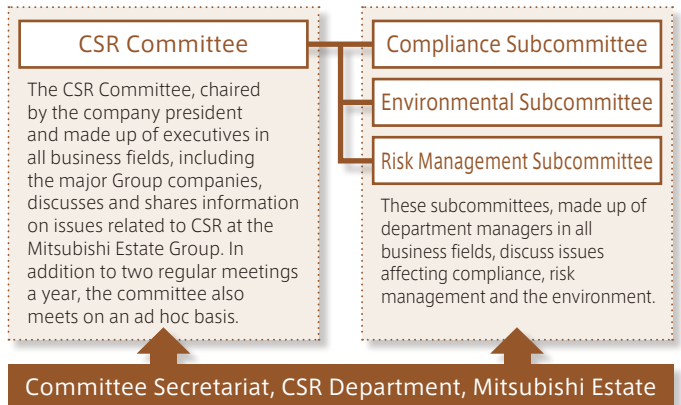 CSR Committee
The CSR Committee, chaired
by the company president
and made up of executives in
all business fields, including
the major Group companies,
discusses and shares information
on issues related to CSR at the
Mitsubishi Estate Group. In
addition to two regular meetings
a year, the committee also
meets on an ad hoc basis.
Compliance Subcommittee
Environmental Subcommittee
Risk Management Subcommittee
These subcommittees, made up of
department managers in all
business fields, discuss issues
affecting compliance, risk
management and the environment.
Committee Secretariat, CSR Department, Mitsubishi Estate